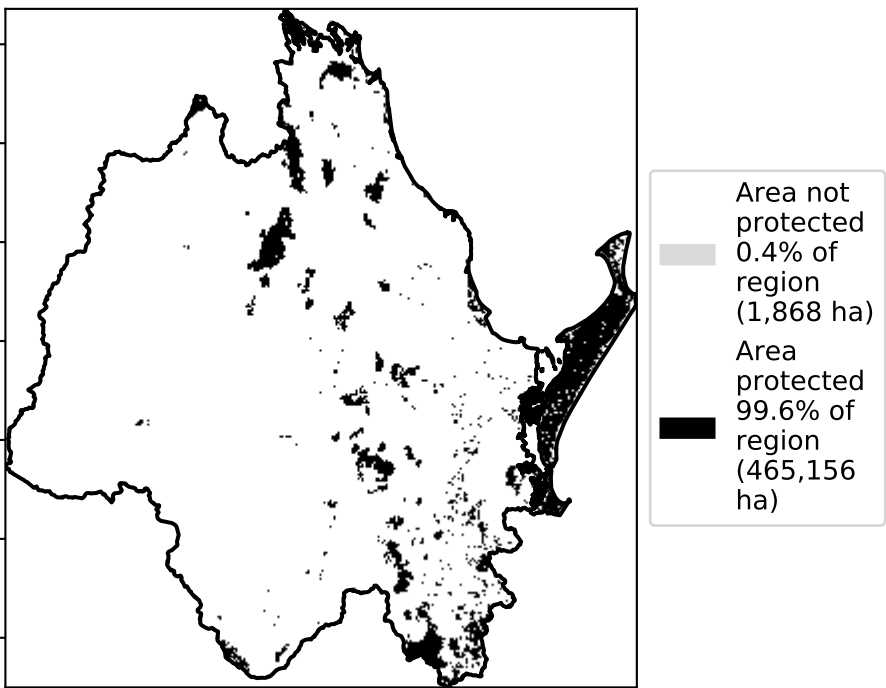 Area not
protected
0.4% of
region
(1,868 ha)
Area
protected
99.6% of
region
(465,156
ha)